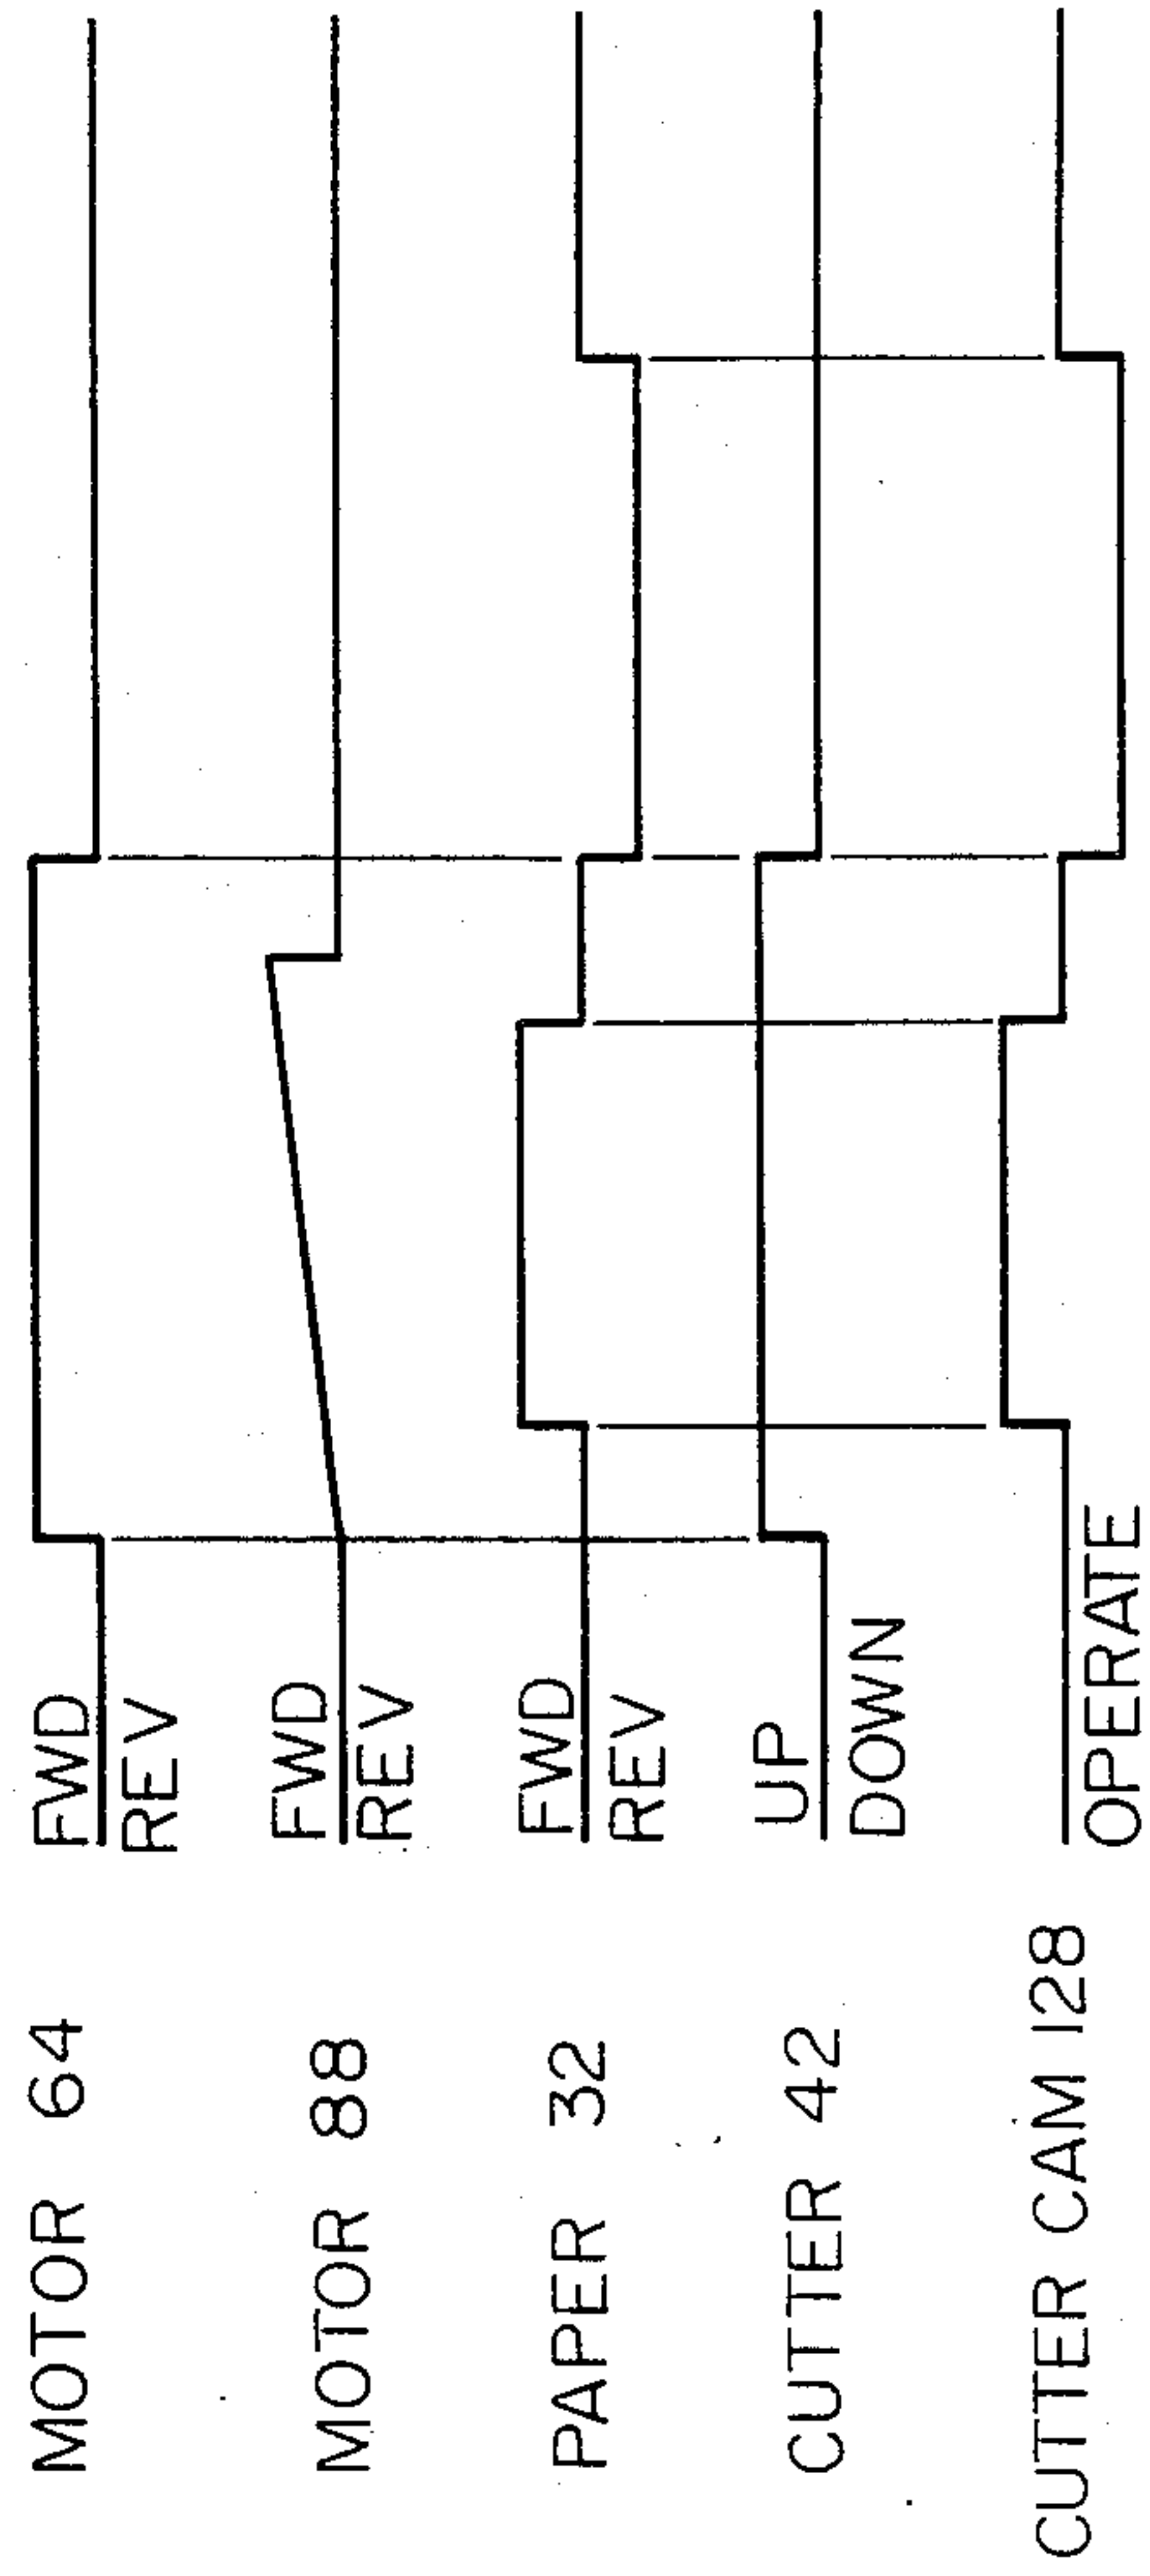 MOTOR 64 FWD
REV
MOTOR 88 FWD
REV
PAPER 32 FWD
REV
CUTTER 42 UP
DOWN
CUTTER CAM 128
OPERATE